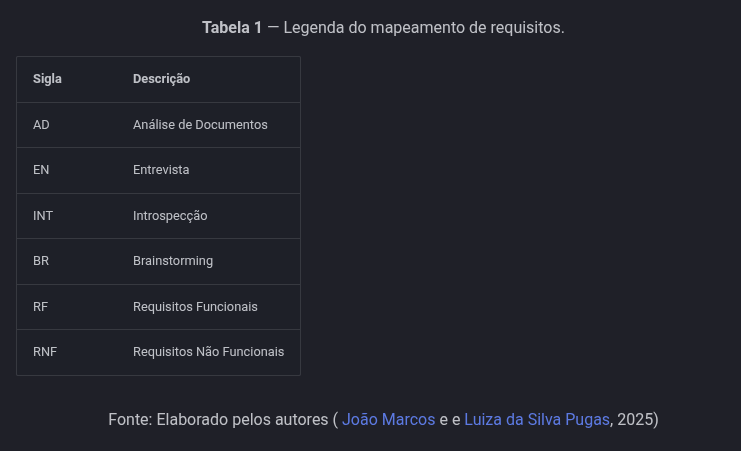 Tabela 1 — Legenda do mapeamento de requisitos.
Sigla Descrição
AD Análise de Documentos
EN Entrevista
INT Introspecção
BR Brainstorming
RF Requisitos Funcionais
RNF Requisitos Não Funcionais
Fonte: Elaborado pelos autores ( João Marcos e e Luiza da Silva Pugas, 2025)